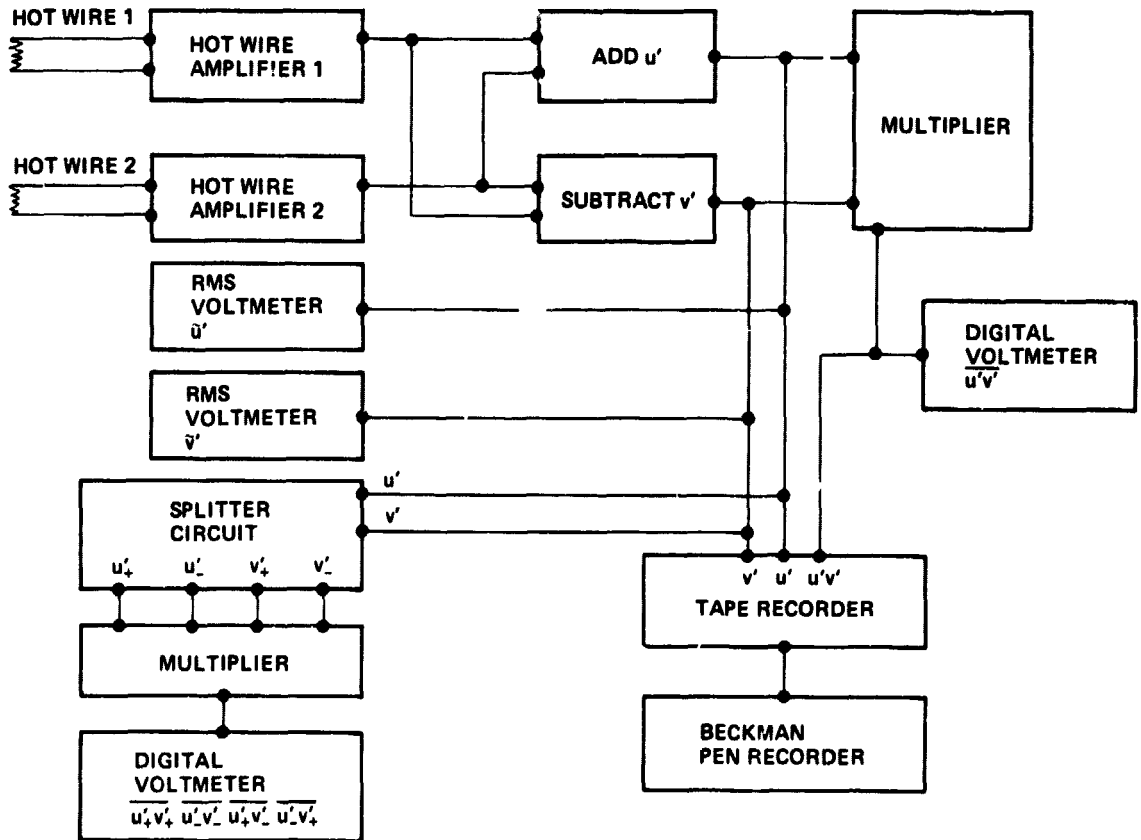 HOT WIRE 1
HOT WIRE
AMPLIFIER 1
ADD u'
MULTIPLIER
HOT WIRE 2
HOT WIRE
AMPLIFIER 2
SUBTRACT v'
RMS
VOLTMETER
ũ'
DIGITAL
VOLTMETER
u̅'̅v̅'̅
RMS
VOLTMETER
ṽ'
SPLITTER
CIRCUIT
u'
v'
u'₊ u'₋ v'₊ v'₋
v' u' u'v'
TAPE RECORDER
MULTIPLIER
BECKMAN
PEN RECORDER
DIGITAL
VOLTMETER
u̅'̅₊v̅'̅₊ u̅'̅₋v̅'̅₋ u̅'̅₊v̅'̅₋ u̅'̅₋v̅'̅₊